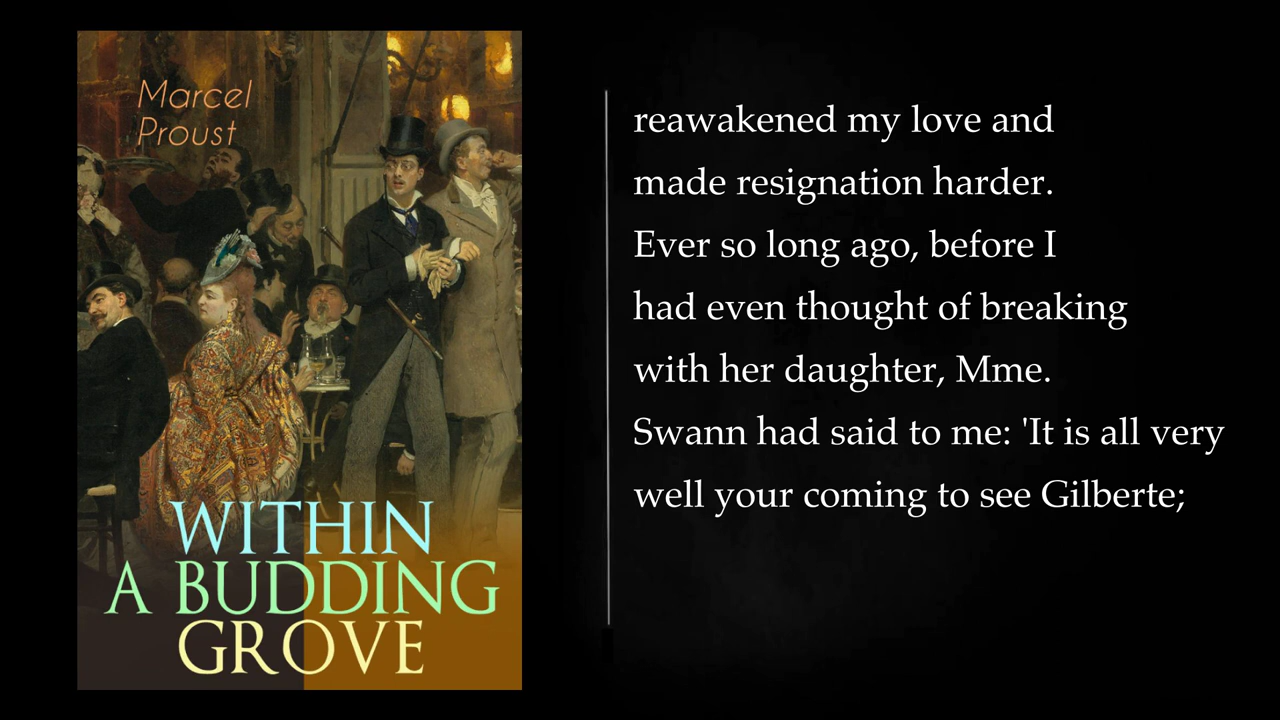 Marcel
Proust
WITHIN
A BUDDING
GROVE
reawakened my love and
made resignation harder.
Ever so long ago, before I
had even thought of breaking
with her daughter, Mme.
Swann had said to me: 'It is all very
well your coming to see Gilberte;